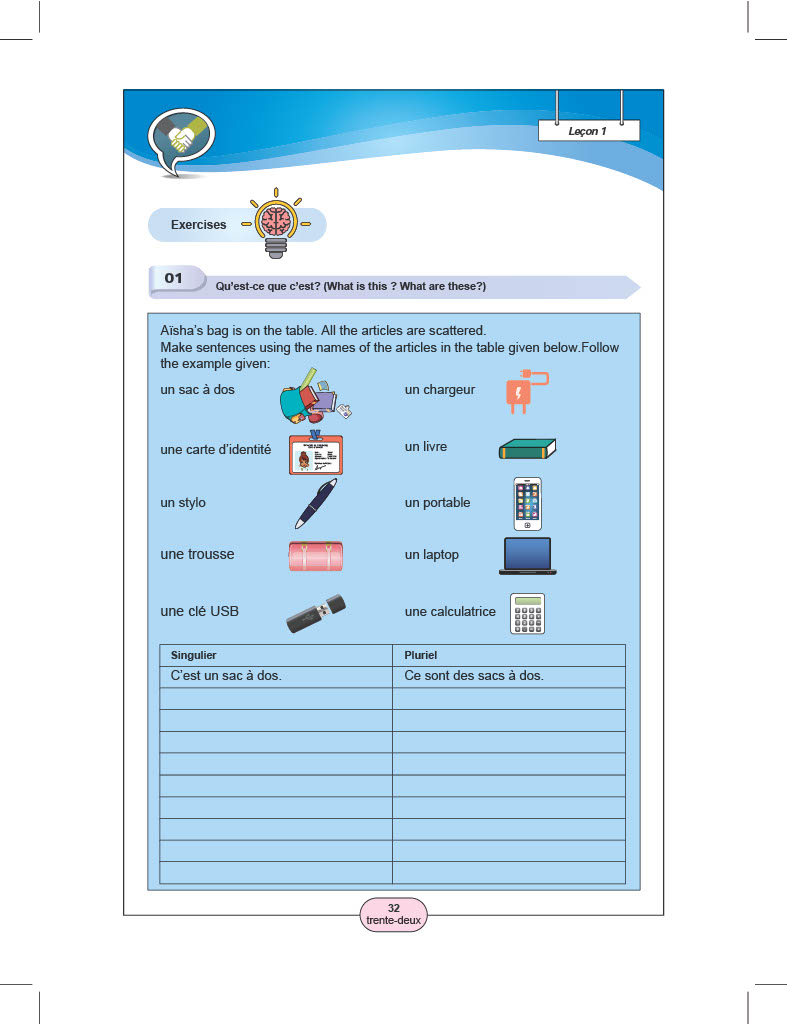 Leçon 1
Exercises
01
Qu’est-ce que c’est? (What is this ? What are these?)
Aïsha’s bag is on the table. All the articles are scattered.
Make sentences using the names of the articles in the table given below.Follow
the example given:
un sac à dos
un chargeur
une carte d’identité
un livre
un stylo
un portable
une trousse
un laptop
une clé USB
une calculatrice
Singulier
Pluriel
C’est un sac à dos.
Ce sont des sacs à dos.
32
trente-deux